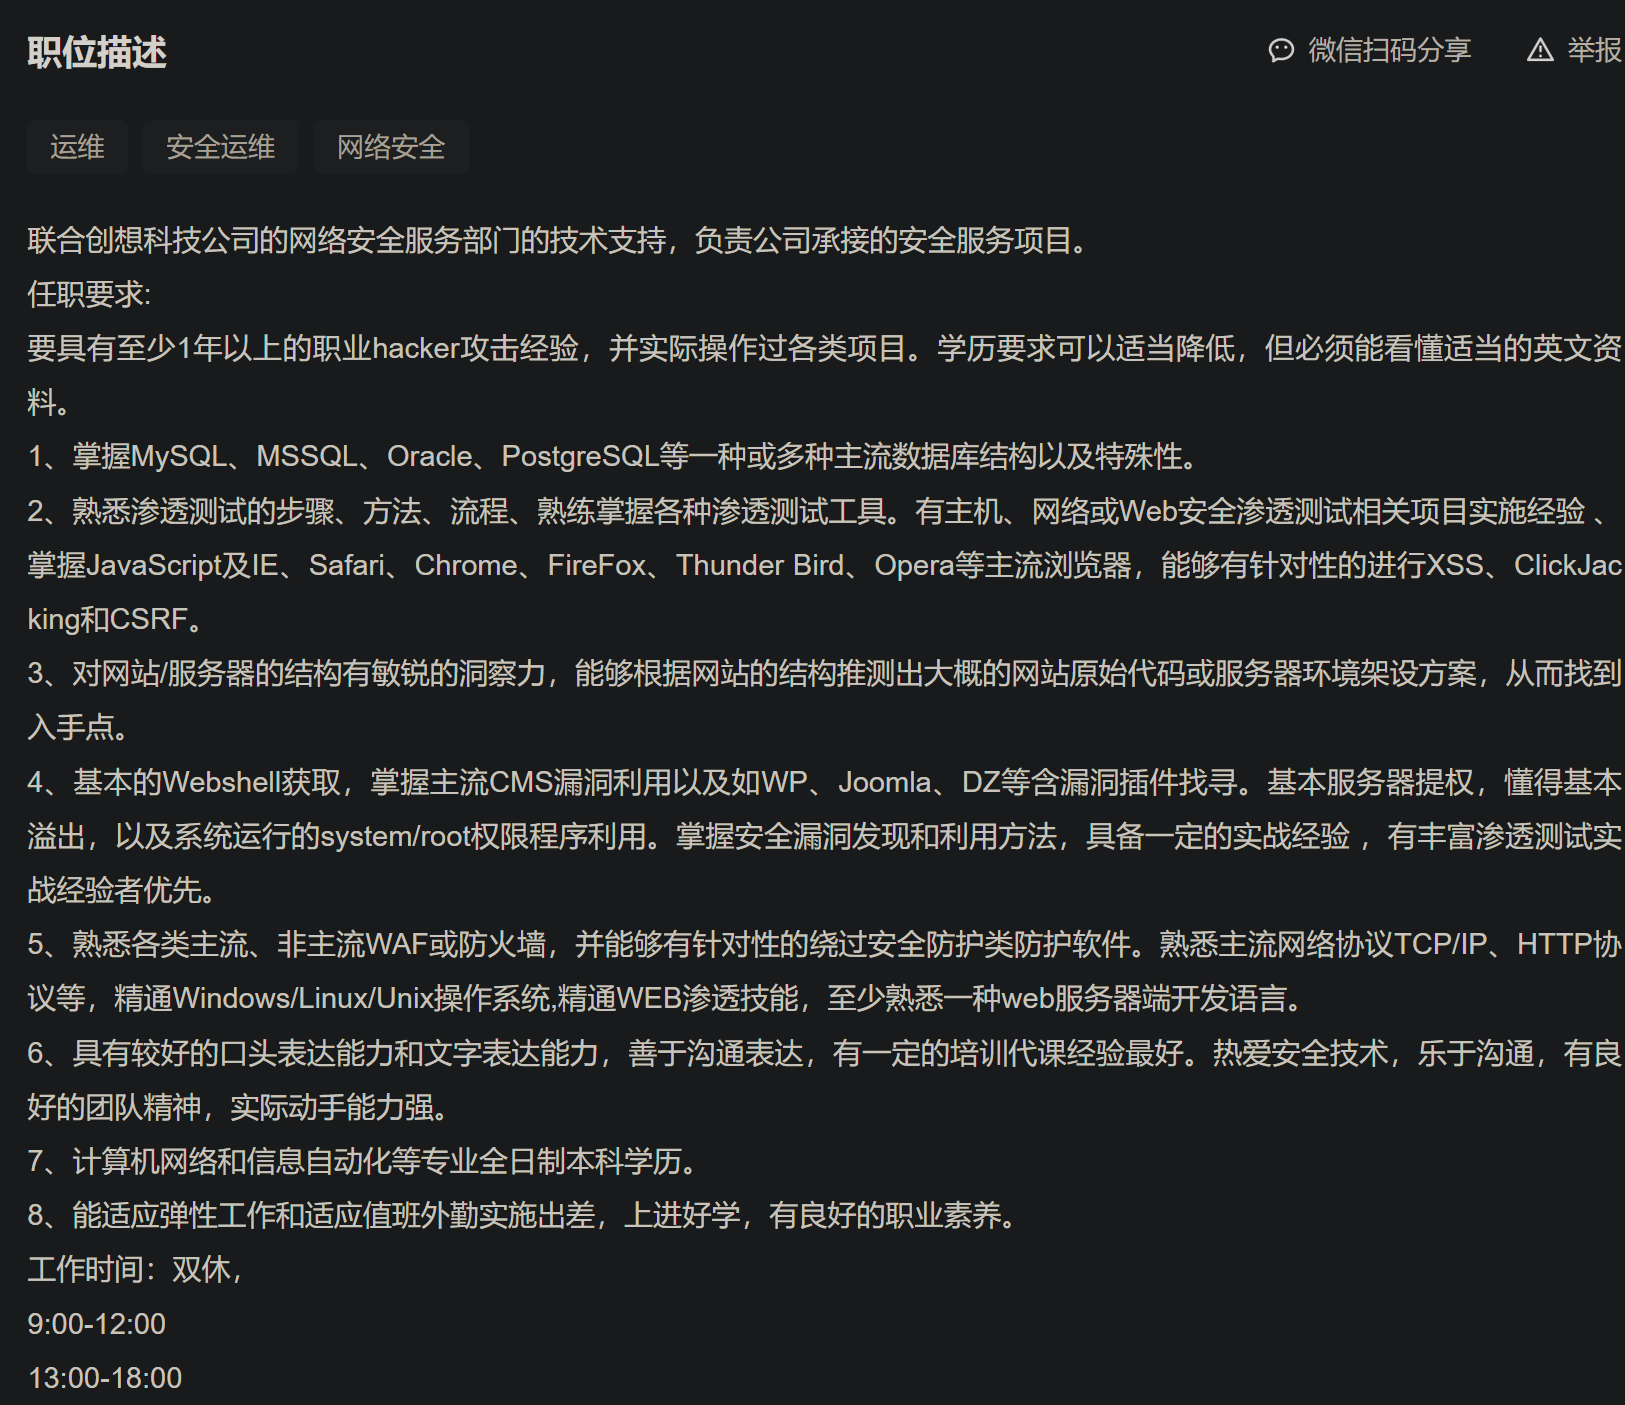 职位描述
微信扫码分享
举报
运维
安全运维
网络安全
联合创想科技公司的网络安全服务部门的技术支持，负责公司承接的安全服务项目。
任职要求:
要具有至少1年以上的职业hacker攻击经验，并实际操作过各类项目。学历要求可以适当降低，但必须能看懂适当的英文资
料。
1、掌握MySQL、MSSQL、Oracle、PostgreSQL等一种或多种主流数据库结构以及特殊性。
2、熟悉渗透测试的步骤、方法、流程、熟练掌握各种渗透测试工具。有主机、网络或Web安全渗透测试相关项目实施经验 、
掌握JavaScript及IE、Safari、Chrome、FireFox、Thunder Bird、Opera等主流浏览器，能够有针对性的进行XSS、ClickJac
king和CSRF。
3、对网站/服务器的结构有敏锐的洞察力，能够根据网站的结构推测出大概的网站原始代码或服务器环境架设方案，从而找到
入手点。
4、基本的Webshell获取，掌握主流CMS漏洞利用以及如WP、Joomla、DZ等含漏洞插件找寻。基本服务器提权，懂得基本
溢出，以及系统运行的system/root权限程序利用。掌握安全漏洞发现和利用方法，具备一定的实战经验 ，有丰富渗透测试实
战经验者优先。
5、熟悉各类主流、非主流WAF或防火墙，并能够有针对性的绕过安全防护类防护软件。熟悉主流网络协议TCP/IP、HTTP协
议等，精通Windows/Linux/Unix操作系统,精通WEB渗透技能，至少熟悉一种web服务器端开发语言。
6、具有较好的口头表达能力和文字表达能力，善于沟通表达，有一定的培训代课经验最好。热爱安全技术，乐于沟通，有良
好的团队精神，实际动手能力强。
7、计算机网络和信息自动化等专业全日制本科学历。
8、能适应弹性工作和适应值班外勤实施出差，上进好学，有良好的职业素养。
工作时间：双休，
9:00-12:00
13:00-18:00